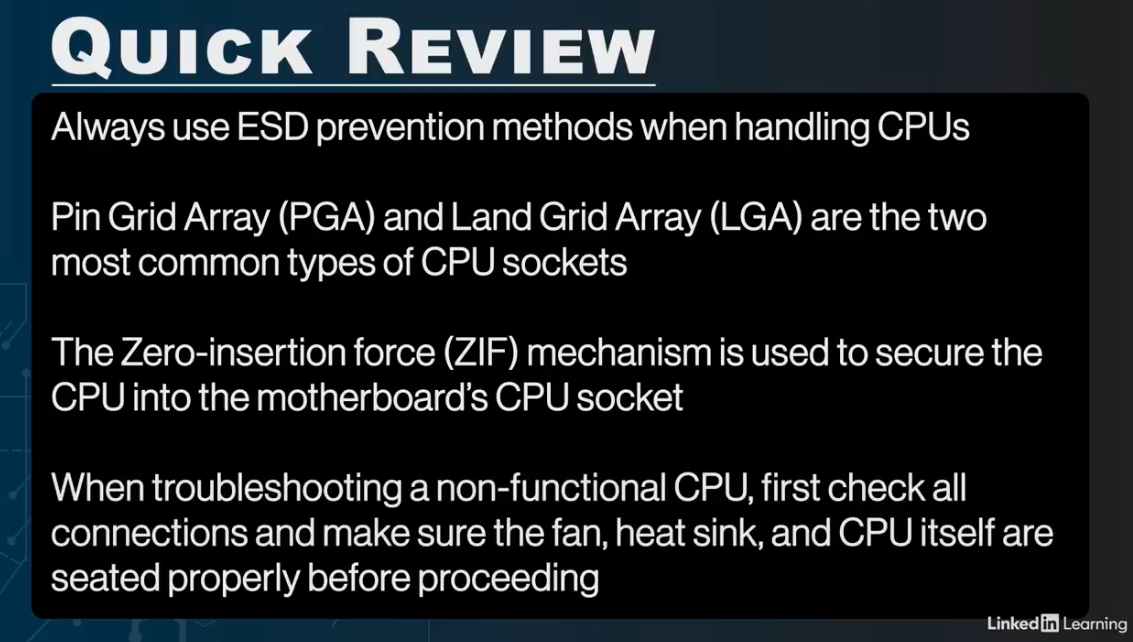 QUICK REVIEW
Always use ESD prevention methods when handling CPUs
Pin Grid Array (PGA) and Land Grid Array (LGA) are the two
most common types of CPU sockets
The Zero-insertion force (ZIF) mechanism is used to secure the
CPU into the motherboard's CPU socket
When troubleshooting a non-functional CPU, first check all
connections and make sure the fan, heat sink, and CPU itself are
seated properly before proceeding
LinkedIn Learning